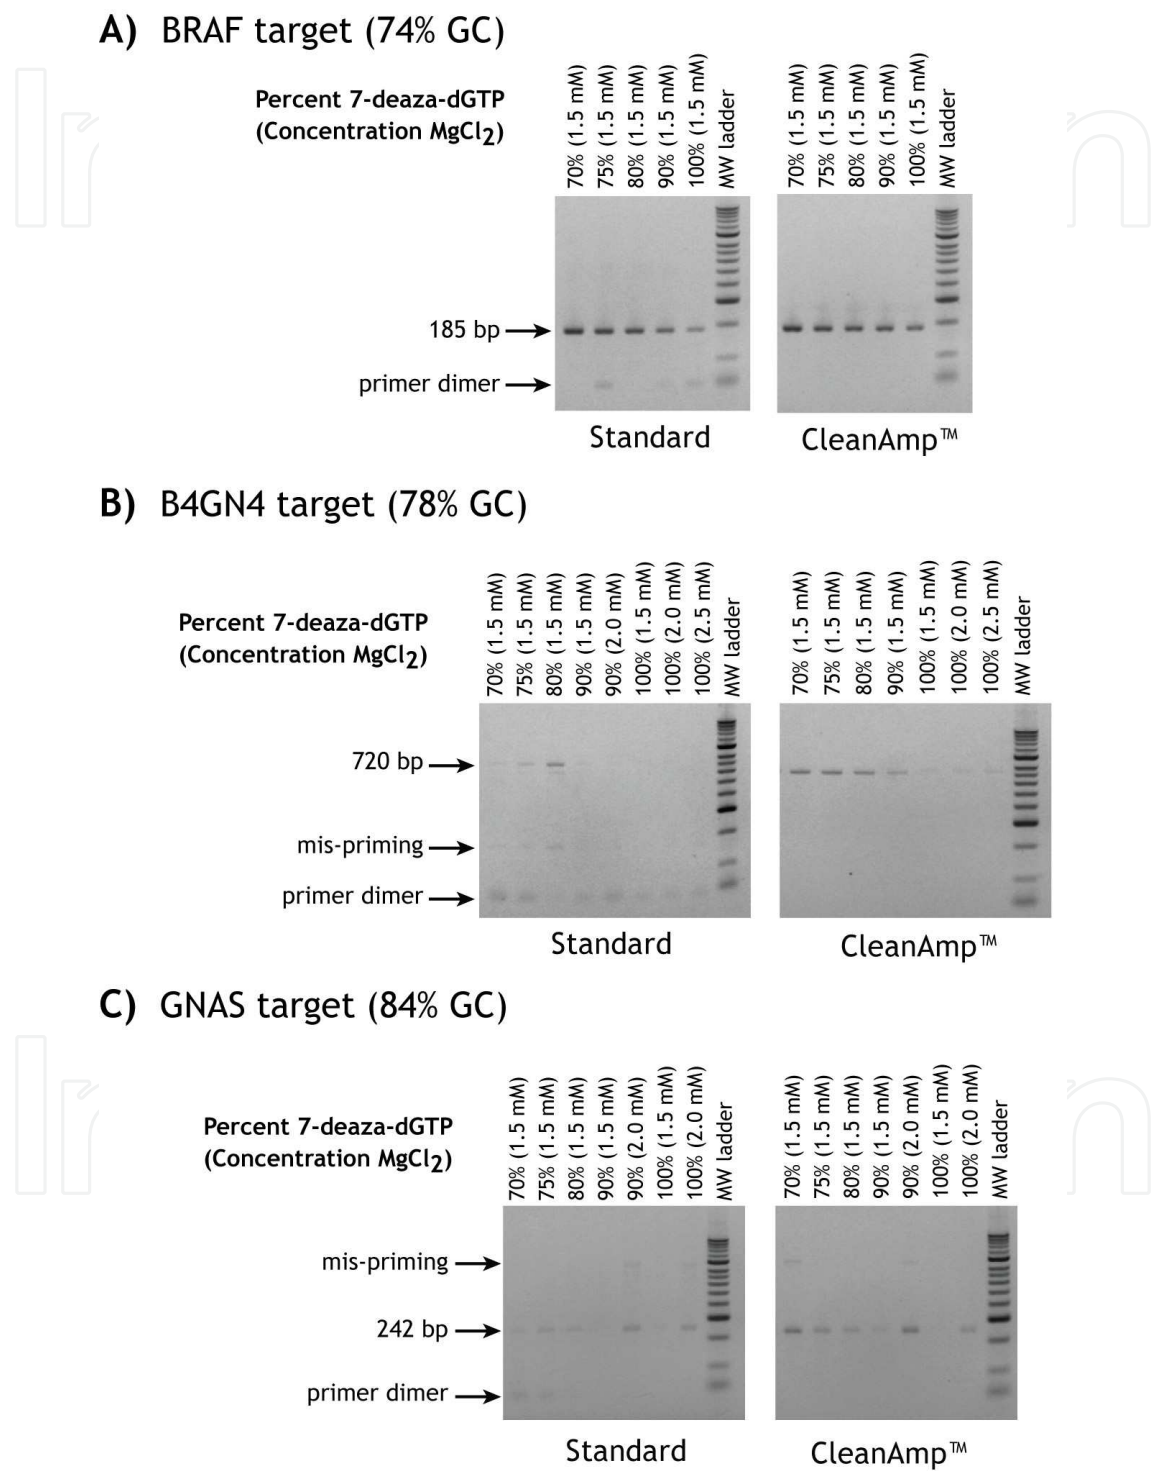 A) BRAF target (74% GC)
Percent 7-deaza-dGTP
(Concentration MgCl2)
70% (1.5 mM)
75% (1.5 mM)
80% (1.5 mM)
90% (1.5 mM)
100% (1.5 mM)
MW ladder
70% (1.5 mM)
75% (1.5 mM)
80% (1.5 mM)
90% (1.5 mM)
100% (1.5 mM)
MW ladder
185 bp
primer dimer
Standard
CleanAmp™
B) B4GN4 target (78% GC)
Percent 7-deaza-dGTP
(Concentration MgCl2)
70% (1.5 mM)
75% (1.5 mM)
80% (1.5 mM)
90% (1.5 mM)
90% (2.0 mM)
100% (1.5 mM)
100% (2.0 mM)
100% (2.5 mM)
MW ladder
70% (1.5 mM)
75% (1.5 mM)
80% (1.5 mM)
90% (1.5 mM)
100% (1.5 mM)
100% (2.0 mM)
100% (2.5 mM)
MW ladder
720 bp
mis-priming
primer dimer
Standard
CleanAmp™
C) GNAS target (84% GC)
Percent 7-deaza-dGTP
(Concentration MgCl2)
70% (1.5 mM)
75% (1.5 mM)
80% (1.5 mM)
90% (1.5 mM)
90% (2.0 mM)
100% (1.5 mM)
100% (2.0 mM)
MW ladder
70% (1.5 mM)
75% (1.5 mM)
80% (1.5 mM)
90% (1.5 mM)
90% (2.0 mM)
100% (1.5 mM)
100% (2.0 mM)
MW ladder
mis-priming
242 bp
primer dimer
Standard
CleanAmp™